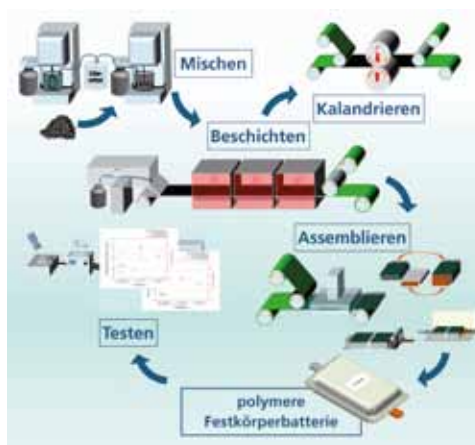 Mischen
Kalandrieren
Beschichten
Assemblieren
Testen
polymere
Festkörperbatterie